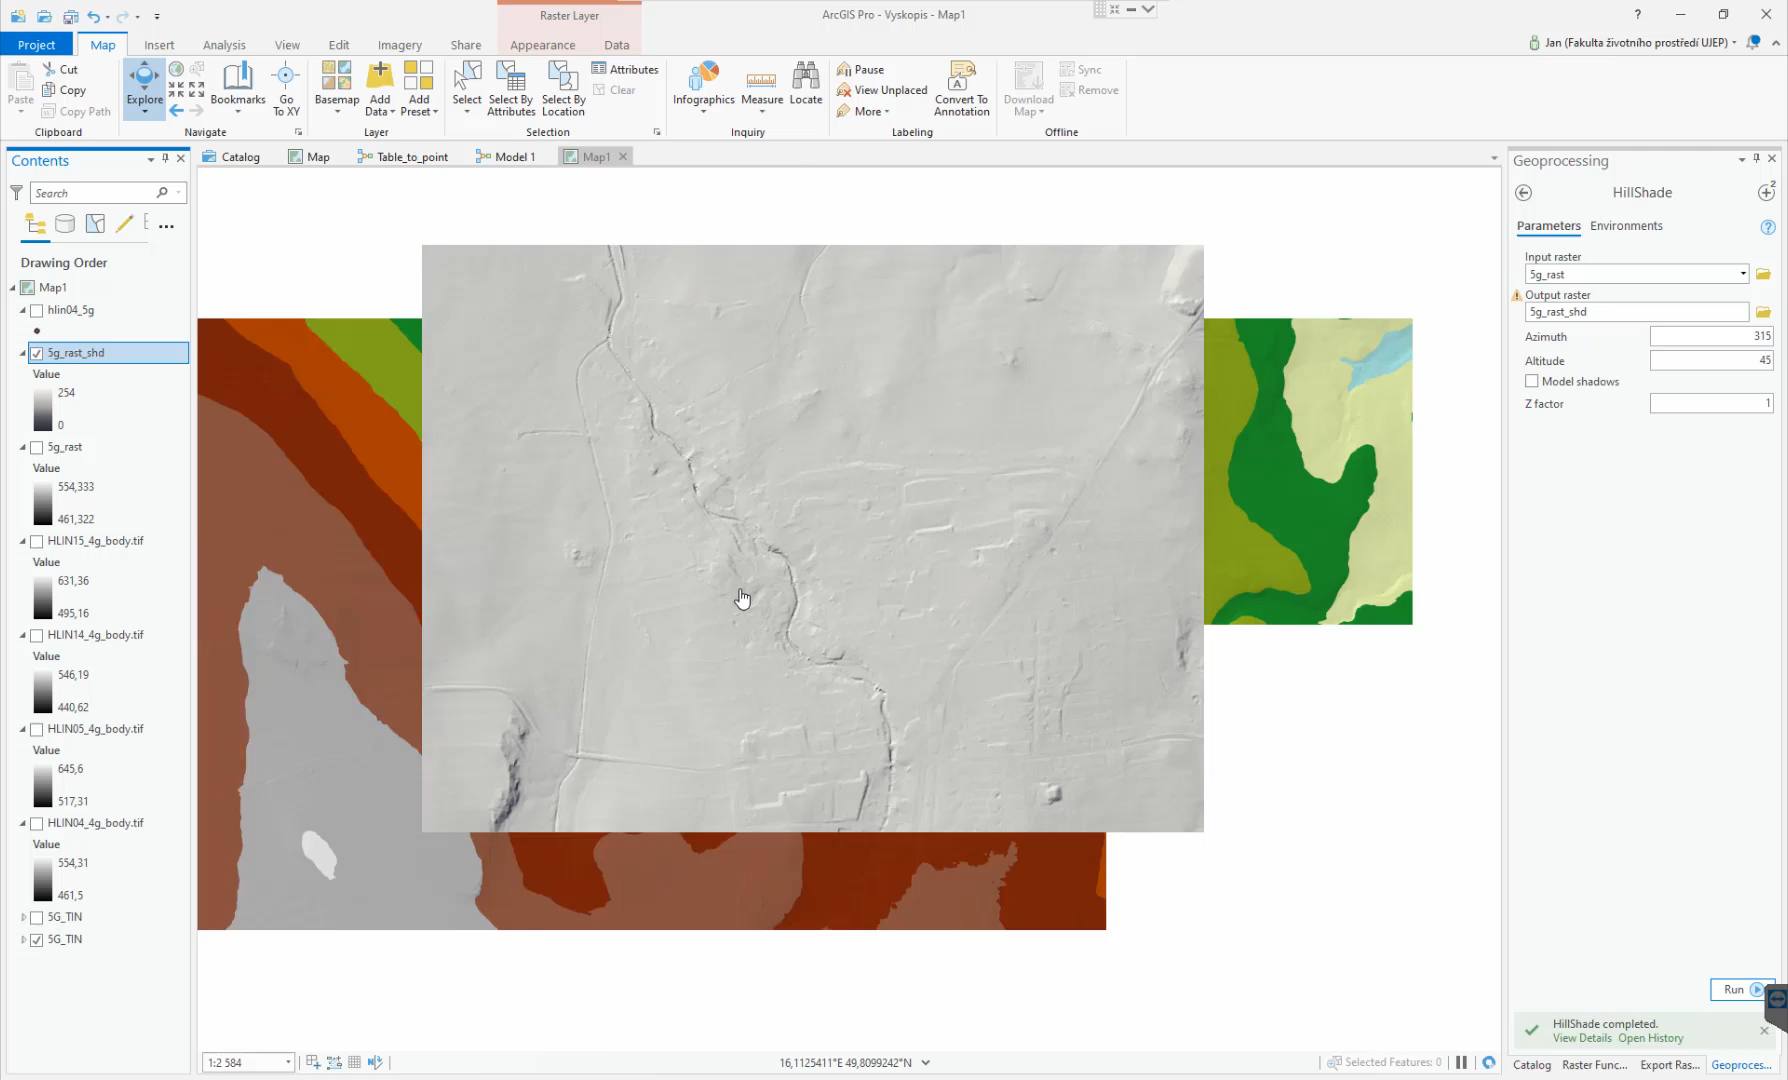 Raster Layer
ArcGIS Pro - Vyskopis - Map1
?
Project
Map
Insert
Analysis
View
Edit
Imagery
Share
Appearance
Data
Jan (Fakulta životního prostředí UJEP)
Paste
Cut
Copy
Copy Path
Clipboard
Explore
Bookmarks
Go To XY
Navigate
Basemap
Add Data
Add Preset
Layer
Select
Select By Attributes
Select By Location
Attributes
Clear
Selection
Infographics
Measure
Locate
Inquiry
Pause
View Unplaced
More
Convert To Annotation
Labeling
Download Map
Sync
Remove
Offline
Contents
Search
Drawing Order
Map1
hlin04_5g
5g_rast_shd
Value
254
0
5g_rast
Value
554,333
461,322
HLIN15_4g_body.tif
Value
631,36
495,16
HLIN14_4g_body.tif
Value
546,19
440,62
HLIN05_4g_body.tif
Value
645,6
517,31
HLIN04_4g_body.tif
Value
554,31
461,5
5G_TIN
5G_TIN
Catalog
Map
Table_to_point
Model 1
Map1
1:2 584
16,1125411°E 49,8099242°N
Selected Features: 0
Geoprocessing
HillShade
2
Parameters
Environments
?
Input raster
5g_rast
Output raster
5g_rast_shd
Azimuth
315
Altitude
45
Model shadows
Z factor
1
Run
HillShade completed.
View Details Open History
Catalog
Raster Func...
Export Ras...
Geoproces...